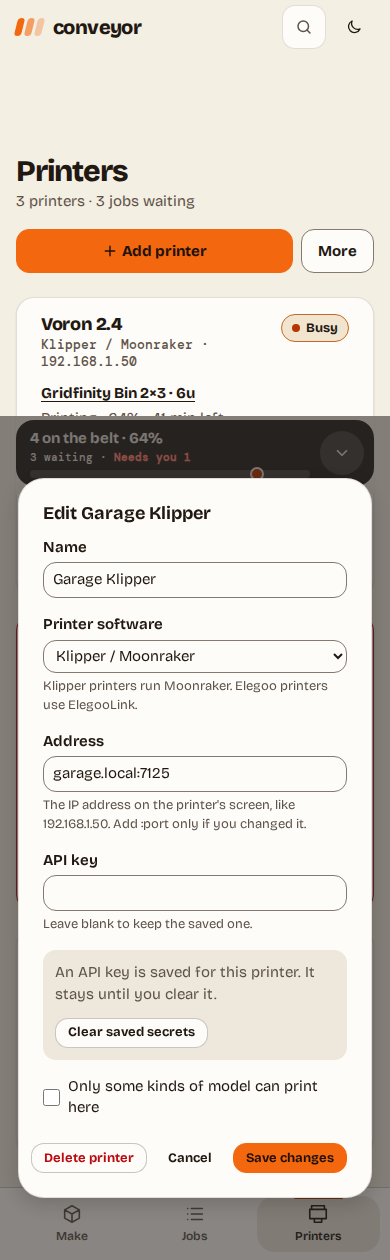 conveyor
Printers
3 printers · 3 jobs waiting
+ Add printer
More
Voron 2.4
Busy
Klipper / Moonraker ·
192.168.1.50
Gridfinity Bin 2×3 · 6u
4 on the belt · 64%
3 waiting · Needs you 1
Edit Garage Klipper
Name
Garage Klipper
Printer software
Klipper / Moonraker
Klipper printers run Moonraker. Elegoo printers
use ElegooLink.
Address
garage.local:7125
The IP address on the printer's screen, like
192.168.1.50. Add :port only if you changed it.
API key
Leave blank to keep the saved one.
An API key is saved for this printer. It
stays until you clear it.
Clear saved secrets
Only some kinds of model can print
here
Delete printer
Cancel
Save changes
Make
Jobs
Printers